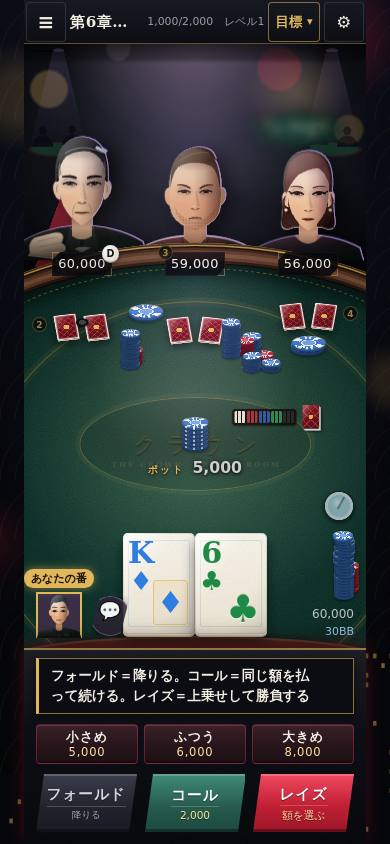 第6章… 1,000/2,000 レベル1 目標 ▾
60,000 D 3 59,000 56,000
2 4
クラウン
ポット 5,000
K 6
あなたの番
60,000
30BB
フォールド＝降りる。コール＝同じ額を払
って続ける。レイズ＝上乗せして勝負する
小さめ ふつう 大きめ
5,000 6,000 8,000
フォールド コール レイズ
降りる 2,000 額を選ぶ